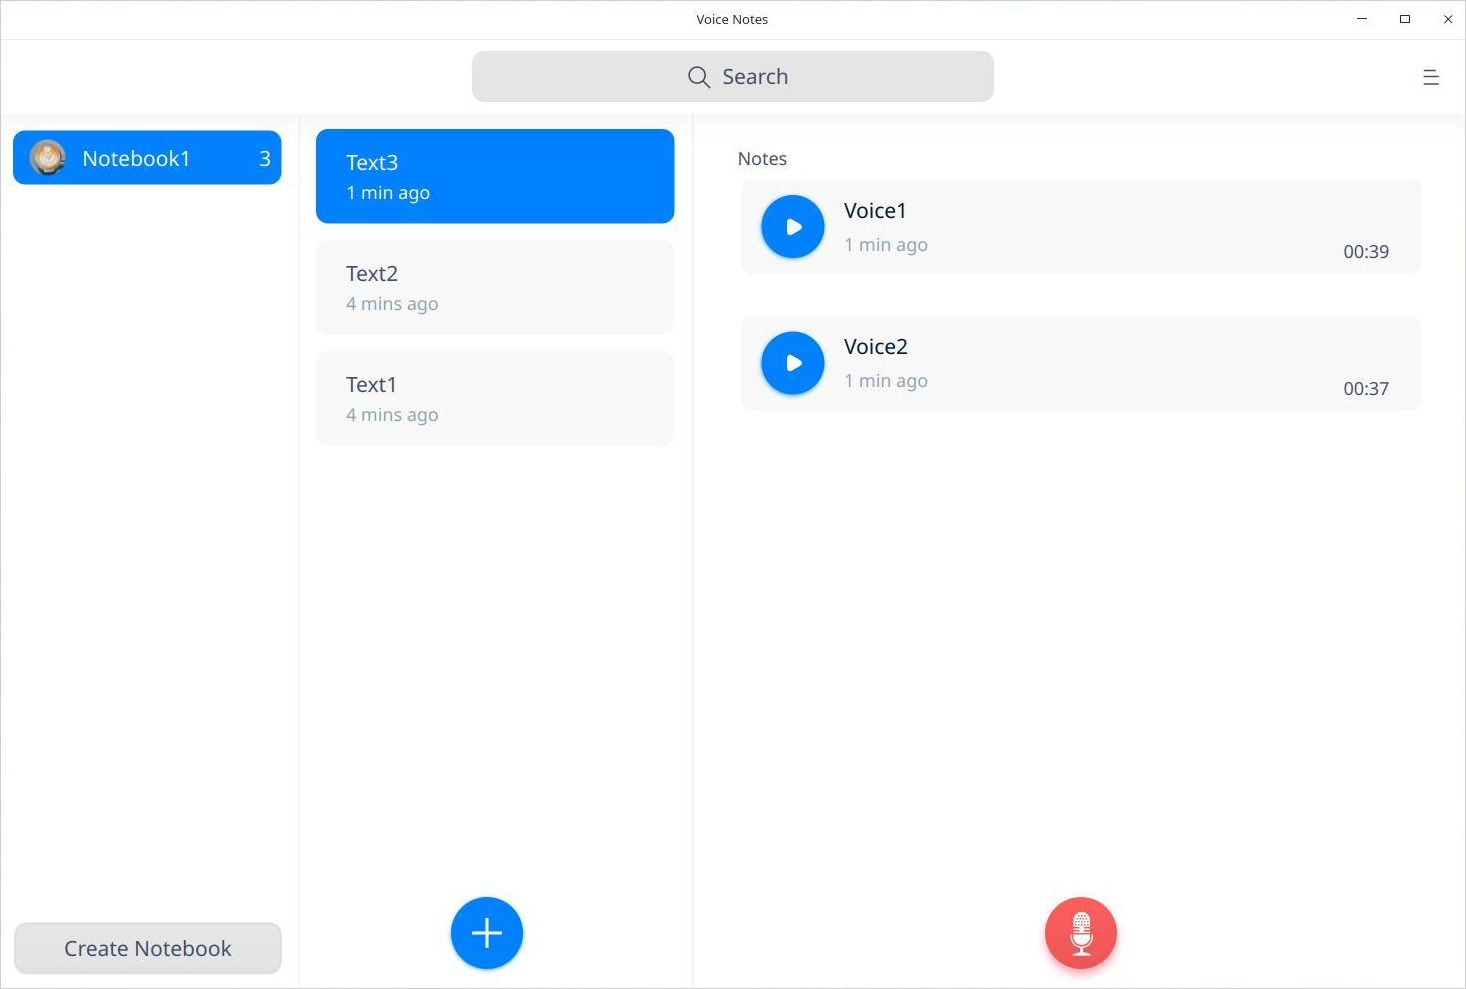 Voice Notes
Search
Notebook1 3
Text3
1 min ago
Text2
4 mins ago
Text1
4 mins ago
Notes
Voice1
1 min ago
00:39
Voice2
1 min ago
00:37
Create Notebook